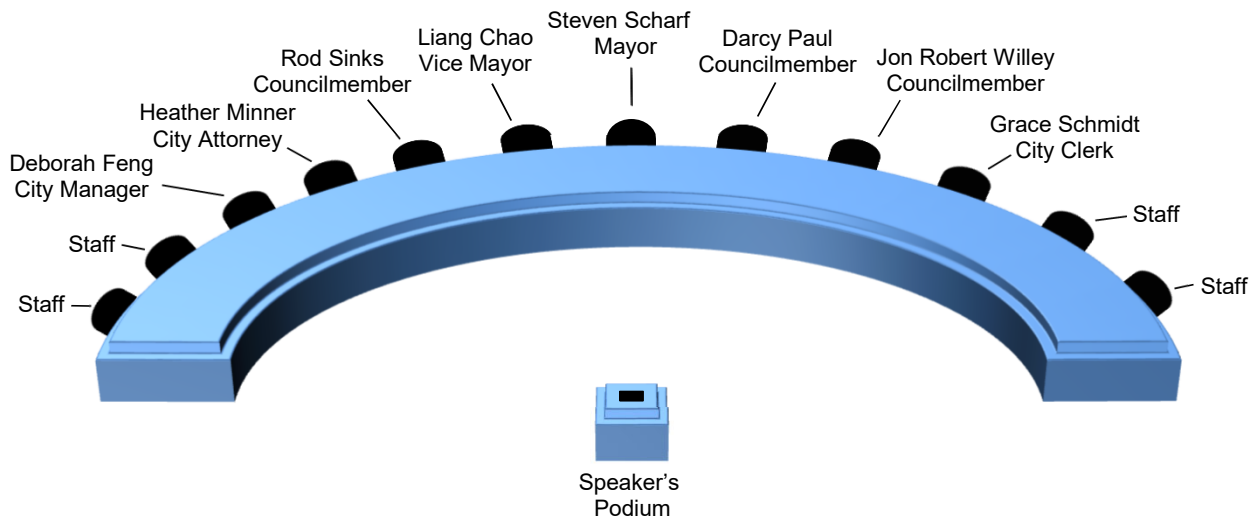 Steven Scharf
Mayor
Liang Chao
Vice Mayor
Darcy Paul
Councilmember
Rod Sinks
Councilmember
Jon Robert Willey
Councilmember
Heather Minner
City Attorney
Grace Schmidt
City Clerk
Deborah Feng
City Manager
Staff
Staff
Staff
Staff
Speaker's
Podium